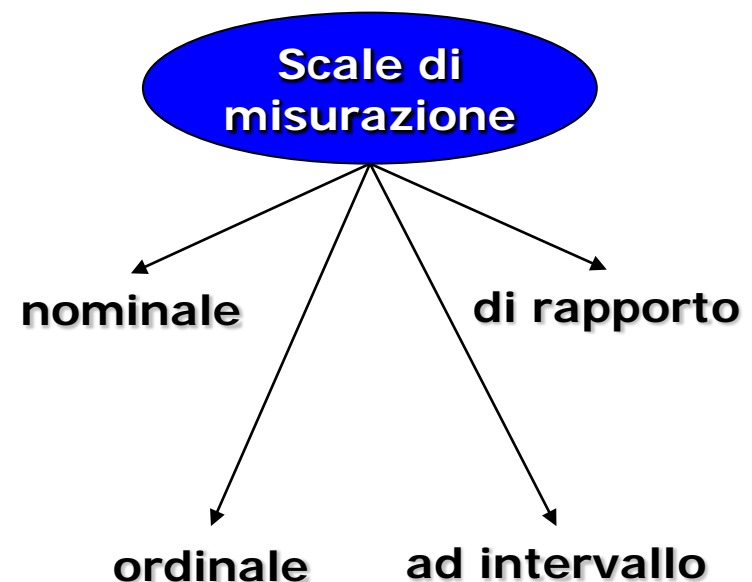 Scale di
misurazione
nominale
di rapporto
ordinale
ad intervallo